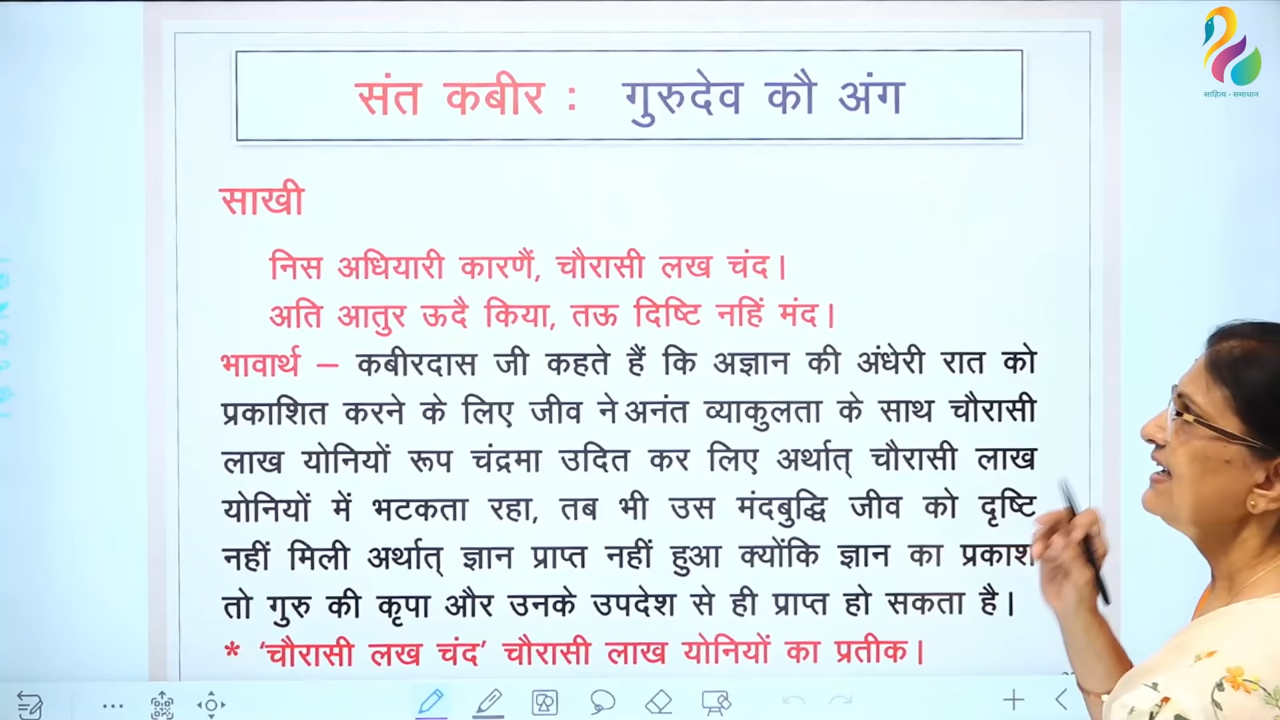 साहित्य - समाधान
संत कबीर : गुरुदेव कौ अंग
साखी
निस अधियारी कारणैं, चौरासी लख चंद।
अति आतुर ऊदै किया, तऊ दिष्टि नहिं मंद।
भावार्थ – कबीरदास जी कहते हैं कि अज्ञान की अंधेरी रात को
प्रकाशित करने के लिए जीव ने अनंत व्याकुलता के साथ चौरासी
लाख योनियों रूप चंद्रमा उदित कर लिए अर्थात् चौरासी लाख
योनियों में भटकता रहा, तब भी उस मंदबुद्धि जीव को दृष्टि
नहीं मिली अर्थात् ज्ञान प्राप्त नहीं हुआ क्योंकि ज्ञान का प्रकाश
तो गुरु की कृपा और उनके उपदेश से ही प्राप्त हो सकता है।
* ‘चौरासी लख चंद’ चौरासी लाख योनियों का प्रतीक।